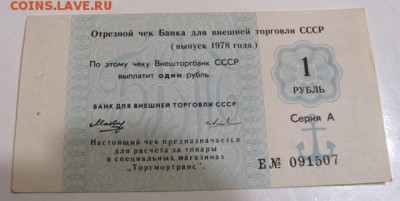 COINS.LAVE.RU
Отрезной чек Банка для внешней торговли СССР
(выпуск 1978 года)
По этому чеку Внешторгбанк СССР
выплатит один рубль.
1
РУБЛЬ
БАНК ДЛЯ ВНЕШНЕЙ ТОРГОВЛИ СССР
Серия А
Настоящий чек предназначается
для расчёта за товары
в специальных магазинах
"Торгмортранс".
Е № 091507